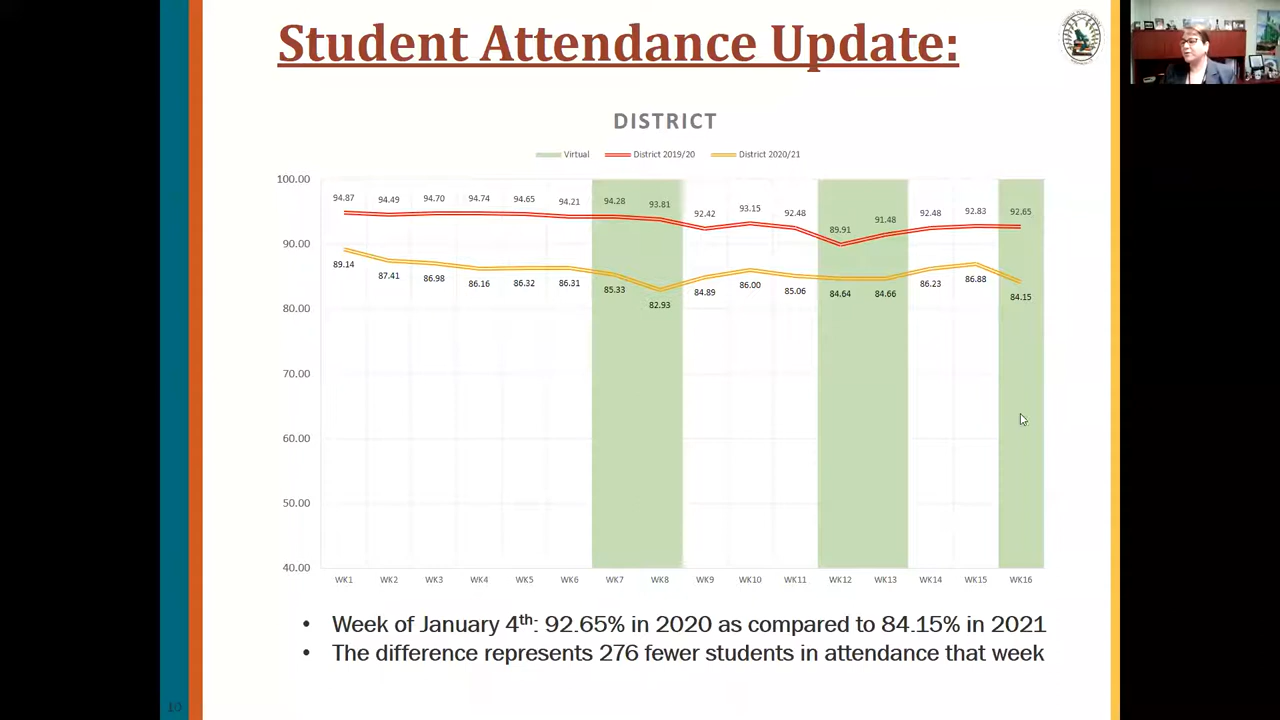 Student Attendance Update:
DISTRICT
Virtual District 2019/20 District 2020/21
100.00
94.87 94.49 94.70 94.74 94.65 94.21 94.28 93.81 92.42 93.15 92.48 89.91 91.48 92.48 92.83 92.65
90.00
89.14 87.41 86.98 86.16 86.32 86.31 85.33 82.93 84.89 86.00 85.06 84.64 84.66 86.23 86.88 84.15
80.00
70.00
60.00
50.00
40.00
WK1 WK2 WK3 WK4 WK5 WK6 WK7 WK8 WK9 WK10 WK11 WK12 WK13 WK14 WK15 WK16
• Week of January 4th: 92.65% in 2020 as compared to 84.15% in 2021
• The difference represents 276 fewer students in attendance that week
10